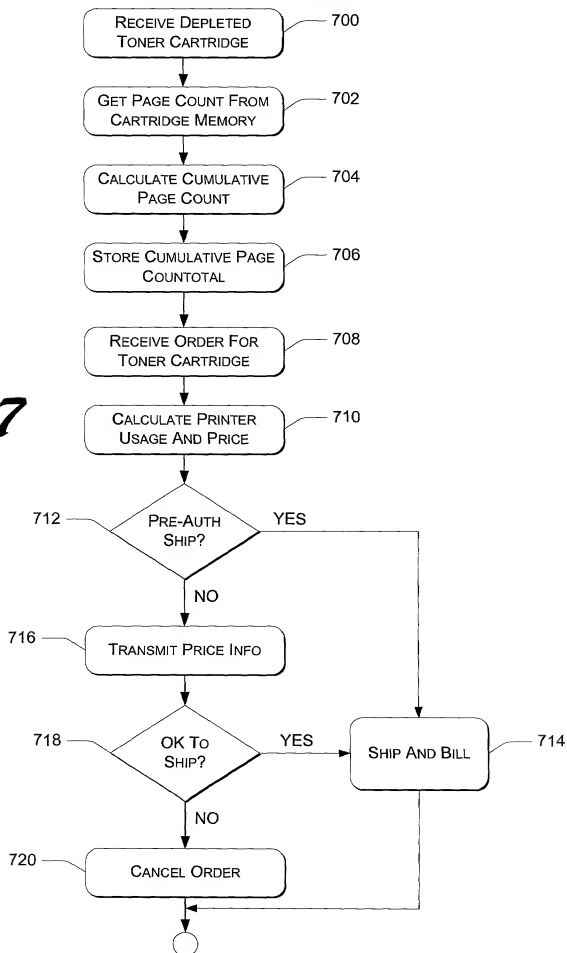 RECEIVE DEPLETED
TONER CARTRIDGE
700
GET PAGE COUNT FROM
CARTRIDGE MEMORY
702
CALCULATE CUMULATIVE
PAGE COUNT
704
STORE CUMULATIVE PAGE
COUNTOTAL
706
RECEIVE ORDER FOR
TONER CARTRIDGE
708
7
CALCULATE PRINTER
USAGE AND PRICE
710
712
PRE-AUTH
SHIP?
YES
NO
716
TRANSMIT PRICE INFO
718
OK TO
SHIP?
YES
SHIP AND BILL
714
NO
720
CANCEL ORDER